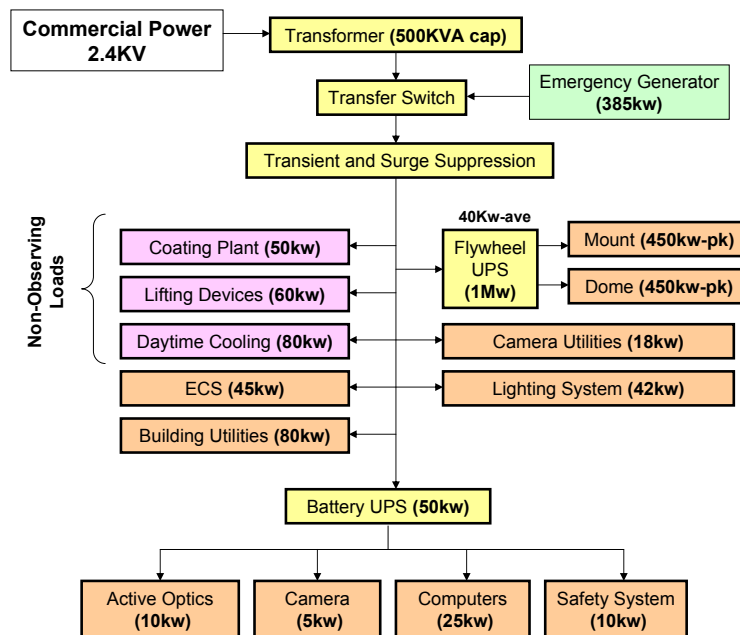 Commercial Power
2.4KV
Transformer (500KVA cap)
Transfer Switch
Emergency Generator
(385kw)
Transient and Surge Suppression
Non-Observing
Loads
40Kw-ave
Coating Plant (50kw)
Lifting Devices (60kw)
Daytime Cooling (80kw)
ECS (45kw)
Building Utilities (80kw)
Flywheel
UPS
(1Mw)
Mount (450kw-pk)
Dome (450kw-pk)
Camera Utilities (18kw)
Lighting System (42kw)
Battery UPS (50kw)
Active Optics
(10kw)
Camera
(5kw)
Computers
(25kw)
Safety System
(10kw)